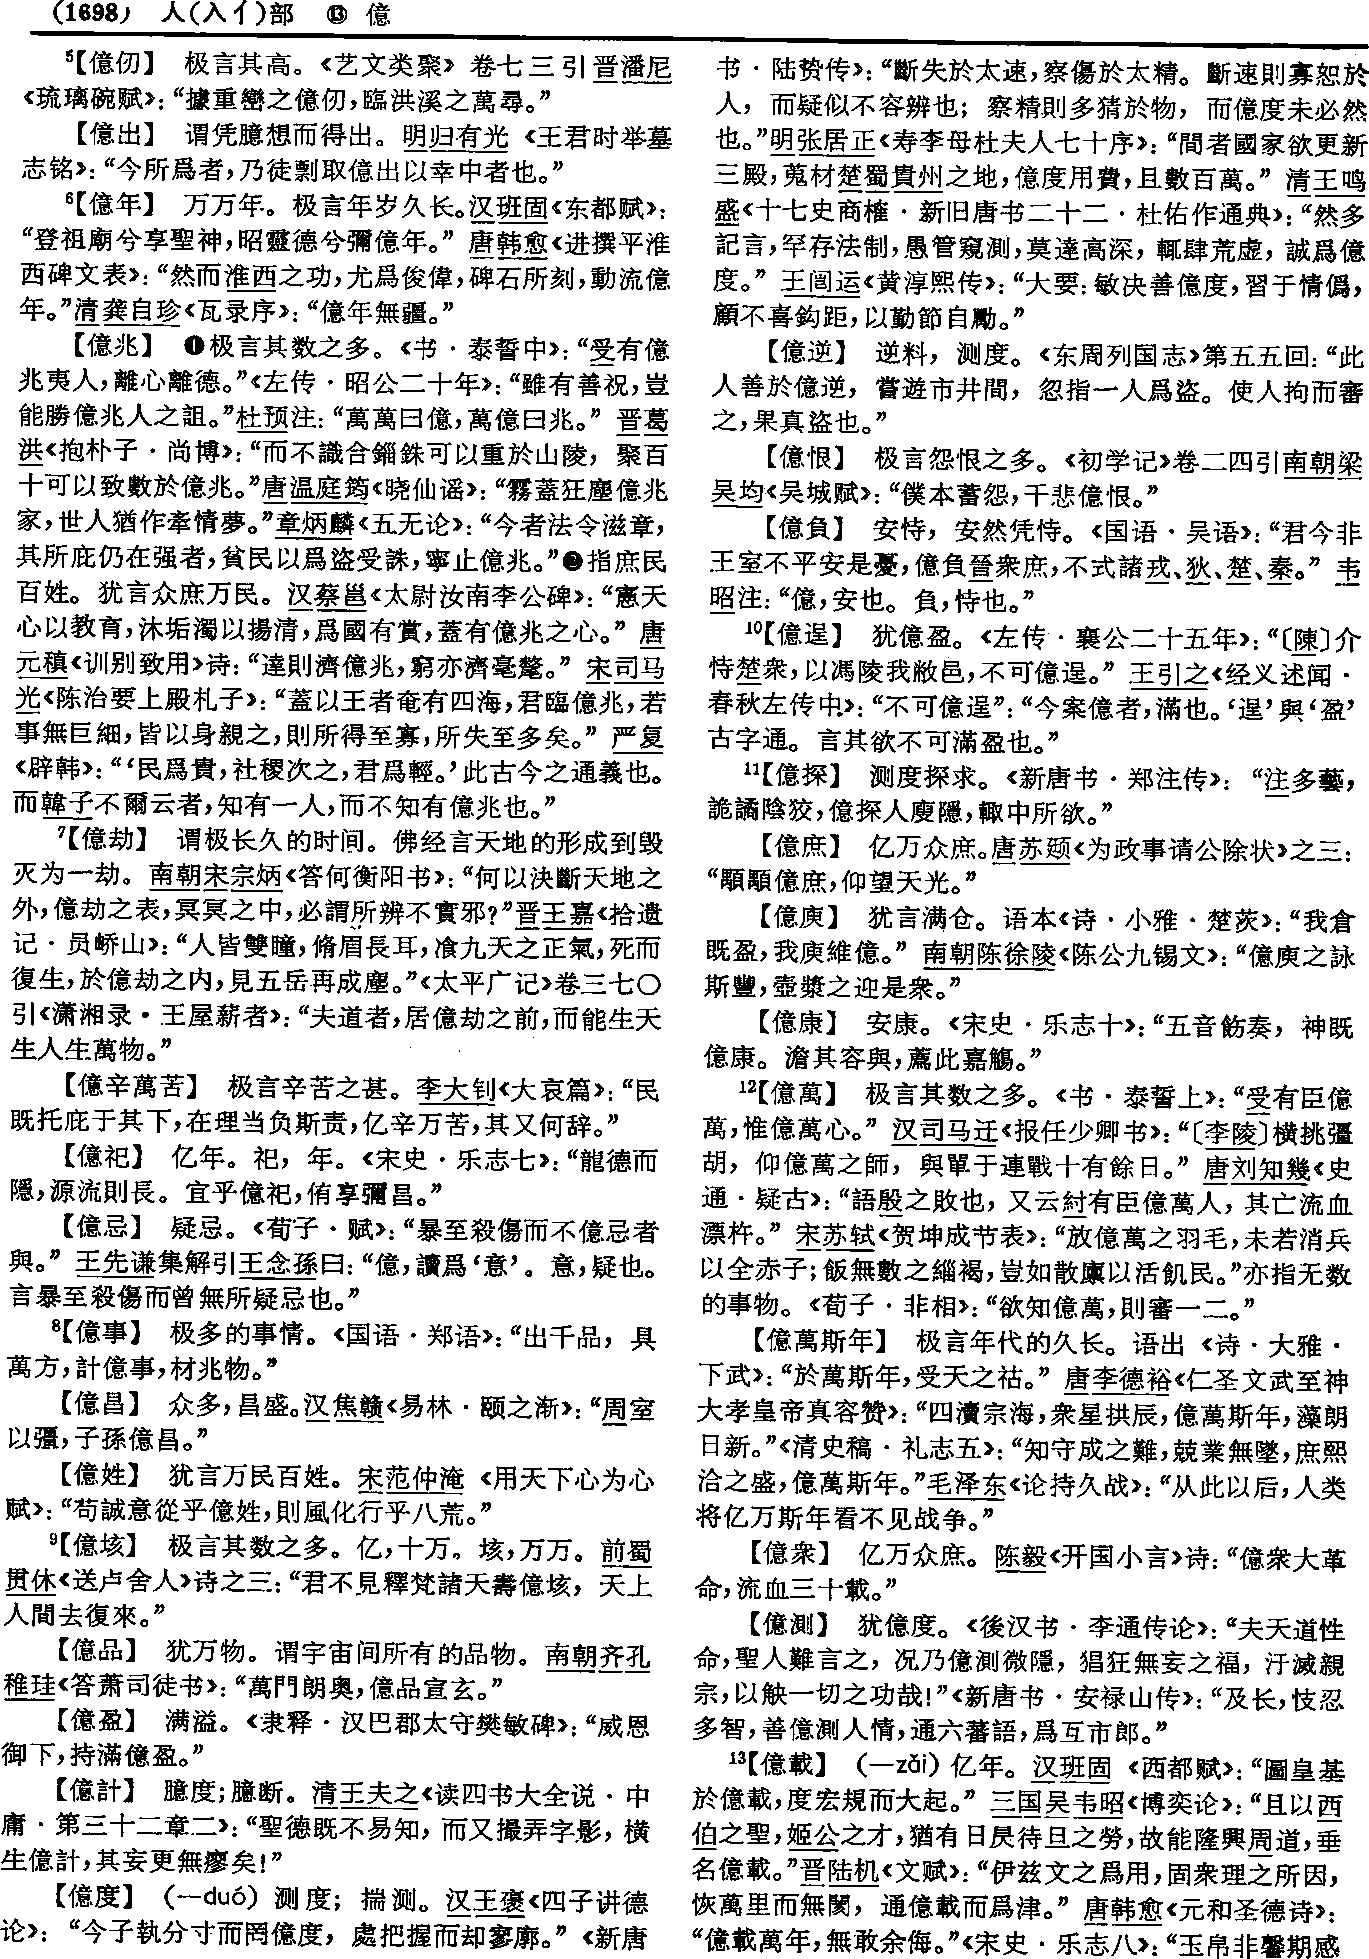 (1698) 人(入亻)部 ⑬ 億
⁵【億仞】 极言其高。《艺文类聚》卷七三引晋潘尼
《琉璃碗赋》：“據重巒之億仞，臨洪溪之萬尋。”
【億出】 谓凭臆想而得出。明归有光《王君时举墓
志铭》：“今所爲者，乃徒剽取億出以幸中者也。”
⁶【億年】 万万年。极言年岁久长。汉班固《东都赋》：
“登祖廟兮享聖神，昭靈德兮彌億年。” 唐韩愈《进撰平淮
西碑文表》：“然而淮西之功，尤爲俊偉，碑石所刻，動流億
年。”清龚自珍《瓦录序》：“億年無疆。”
【億兆】 ❶极言其数之多。《书·泰誓中》：“受有億
兆夷人，離心離德。”《左传·昭公二十年》：“雖有善祝，豈
能勝億兆人之詛。”杜预注：“萬萬曰億，萬億曰兆。” 晋葛
洪《抱朴子·尚博》：“而不識合錙銖可以重於山陵，聚百
十可以致數於億兆。”唐温庭筠《晓仙谣》：“霧蓋狂塵億兆
家，世人猶作牽情夢。”章炳麟《五无论》：“今者法令滋章，
其所庇仍在强者，貧民以爲盜受誅，寧止億兆。”❷指庶民
百姓。犹言众庶万民。汉蔡邕《太尉汝南李公碑》：“憲天
心以教育，沐垢濁以揚清，爲國有賞，蓋有億兆之心。” 唐
元稹《训别致用》诗：“達則濟億兆，窮亦濟毫氂。” 宋司马
光《陈治要上殿札子》：“蓋以王者奄有四海，君臨億兆，若
事無巨細，皆以身親之，則所得至寡，所失至多矣。” 严复
《辟韩》：“‘民爲貴，社稷次之，君爲輕。’此古今之通義也。
而韓子不爾云者，知有一人，而不知有億兆也。”
⁷【億劫】 谓极长久的时间。佛经言天地的形成到毁
灭为一劫。南朝宋宗炳《答何衡阳书》：“何以決斷天地之
外，億劫之表，冥冥之中，必謂所辨不實邪？”晋王嘉《拾遗
记·员峤山》：“人皆雙瞳，脩眉長耳，飡九天之正氣，死而
復生，於億劫之内，見五岳再成塵。”《太平广记》卷三七〇
引《潇湘录·王屋薪者》：“夫道者，居億劫之前，而能生天
生人生萬物。”
【億辛萬苦】 极言辛苦之甚。李大钊《大哀篇》：“民
既托庇于其下，在理当负斯责，亿辛万苦，其又何辞。”
【億祀】 亿年。祀，年。《宋史·乐志七》：“龍德而
隱，源流則長。宜乎億祀，侑享彌昌。”
【億忌】 疑忌。《荀子·赋》：“暴至殺傷而不億忌者
與。” 王先谦集解引王念孫曰：“億，讀爲‘意’。意，疑也。
言暴至殺傷而曾無所疑忌也。”
⁸【億事】 极多的事情。《国语·郑语》：“出千品，具
萬方，計億事，材兆物。”
【億昌】 众多，昌盛。汉焦赣《易林·颐之渐》：“周室
以彊，子孫億昌。”
【億姓】 犹言万民百姓。宋范仲淹《用天下心为心
赋》：“苟誠意從乎億姓，則風化行乎八荒。”
⁹【億垓】 极言其数之多。亿，十万。垓，万万。前蜀
贯休《送卢舍人》诗之三：“君不見釋梵諸天壽億垓，天上
人間去復來。”
【億品】 犹万物。谓宇宙间所有的品物。南朝齐孔
稚珪《答萧司徒书》：“萬門朗奥，億品宣玄。”
【億盈】 满溢。《隶释·汉巴郡太守樊敏碑》：“威恩
御下，持滿億盈。”
【億計】 臆度；臆断。清王夫之《读四书大全说·中
庸·第三十二章二》：“聖德既不易知，而又撮弄字影，橫
生億計，其妄更無瘳矣！”
【億度】 (—duó) 测度；揣测。汉王褒《四子讲德
论》：“今子執分寸而罔億度，處把握而却寥廓。” 《新唐
书·陆贽传》：“斷失於太速，察傷於太精。斷速則寡恕於
人，而疑似不容辨也；察精則多猜於物，而億度未必然
也。”明张居正《寿李母杜夫人七十序》：“間者國家欲更新
三殿，蒐材楚蜀貴州之地，億度用費，且數百萬。” 清王鸣
盛《十七史商榷·新旧唐书二十二·杜佑作通典》：“然多
記言，罕存法制，愚管窺測，莫達高深，輒肆荒虚，誠爲億
度。” 王闿运《黄淳熙传》：“大要：敏决善億度，習于情僞，
顧不喜鈎距，以勤節自勵。”
【億逆】 逆料，测度。《东周列国志》第五五回：“此
人善於億逆，嘗遊市井間，忽指一人爲盜。使人拘而審
之，果真盜也。”
【億恨】 极言怨恨之多。《初学记》卷二四引南朝梁
吴均《吴城赋》：“僕本蓄怨，千悲億恨。”
【億負】 安恃，安然凭恃。《国语·吴语》：“君今非
王室不平安是憂，億負晉衆庶，不式諸戎、狄、楚、秦。” 韦
昭注：“億，安也。負，恃也。”
¹⁰【億逞】 犹億盈。《左传·襄公二十五年》：“〔陳〕介
恃楚衆，以馮陵我敝邑，不可億逞。” 王引之《经义述闻·
春秋左传中》：“不可億逞”：“今案億者，滿也。‘逞’與‘盈’
古字通。言其欲不可滿盈也。”
¹¹【億探】 测度探求。《新唐书·郑注传》：“注多藝，
詭譎陰狡，億探人廋隱，輒中所欲。”
【億庶】 亿万众庶。唐苏颋《为政事请公除状》之三：
“顒顒億庶，仰望天光。”
【億庾】 犹言满仓。语本《诗·小雅·楚茨》：“我倉
既盈，我庾維億。” 南朝陈徐陵《陈公九锡文》：“億庾之詠
斯豐，壺漿之迎是衆。”
【億康】 安康。《宋史·乐志十》：“五音飭奏，神既
億康。澹其容與，薦此嘉觴。”
¹²【億萬】 极言其数之多。《书·泰誓上》：“受有臣億
萬，惟億萬心。” 汉司马迁《报任少卿书》：“〔李陵〕横挑彊
胡，仰億萬之師，與單于連戰十有餘日。” 唐刘知幾《史
通·疑古》：“語殷之敗也，又云紂有臣億萬人，其亡流血
漂杵。” 宋苏轼《贺坤成节表》：“放億萬之羽毛，未若消兵
以全赤子；飯無數之緇褐，豈如散廪以活飢民。”亦指无数
的事物。《荀子·非相》：“欲知億萬，則審一二。”
【億萬斯年】 极言年代的久长。语出《诗·大雅·
下武》：“於萬斯年，受天之祜。” 唐李德裕《仁圣文武至神
大孝皇帝真容赞》：“四瀆宗海，衆星拱辰，億萬斯年，藻朗
日新。”《清史稿·礼志五》：“知守成之難，兢業無墜，庶熙
洽之盛，億萬斯年。”毛泽东《论持久战》：“从此以后，人类
将亿万斯年看不见战争。”
【億衆】 亿万众庶。陈毅《开国小言》诗：“億衆大革
命，流血三十載。”
【億測】 犹億度。《後汉书·李通传论》：“夫天道性
命，聖人難言之，况乃億測微隱，猖狂無妄之福，汙滅親
宗，以觖一切之功哉！”《新唐书·安禄山传》：“及长，忮忍
多智，善億測人情，通六蕃語，爲互市郎。”
¹³【億載】 (—zǎi) 亿年。汉班固《西都赋》：“圖皇基
於億載，度宏規而大起。” 三国吴韦昭《博奕论》：“且以西
伯之聖，姬公之才，猶有日昃待旦之勞，故能隆興周道，垂
名億載。”晋陆机《文赋》：“伊兹文之爲用，固衆理之所因，
恢萬里而無閡，通億載而爲津。” 唐韩愈《元和圣德诗》：
“億載萬年，無敢余侮。”《宋史·乐志八》：“玉帛非馨期感